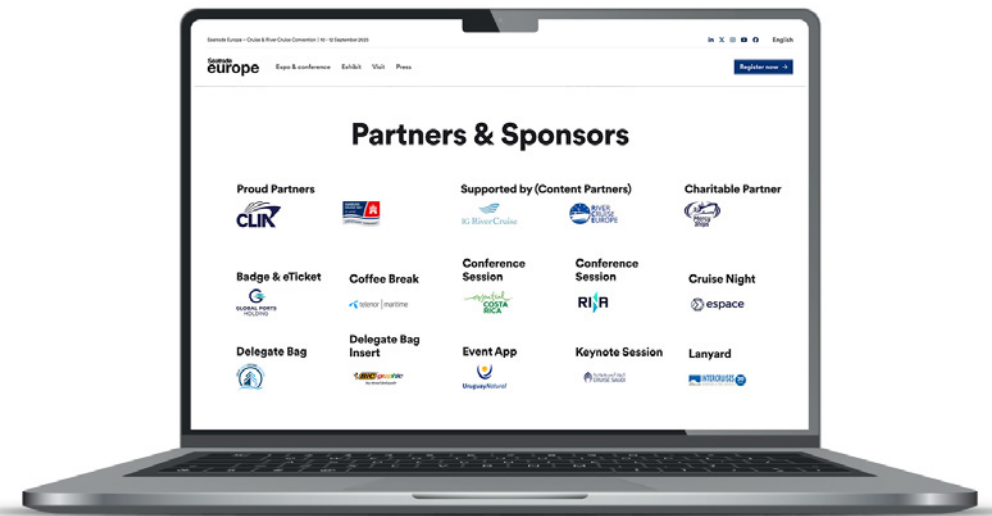 Seatrade Europe – Cruise & River Cruise Convention | 10 - 12 September 2025
English
Seatrade
europe
Expo & conference Exhibit Visit Press
Register now →
Partners & Sponsors
Proud Partners
Supported by (Content Partners)
Charitable Partner
CLIA
IG RiverCruise
RIVER
CRUISE
EUROPE
Mercy
Ships
Badge & eTicket
Coffee Break
Conference
Session
Conference
Session
Cruise Night
GLOBAL PORTS
HOLDING
telenor | maritime
essential
COSTA
RICA
RINA
espace
Delegate Bag
Delegate Bag
Insert
Event App
Keynote Session
Lanyard
graphic
UruguayNatural
CRUISE SAUDI
INTERCRUISES